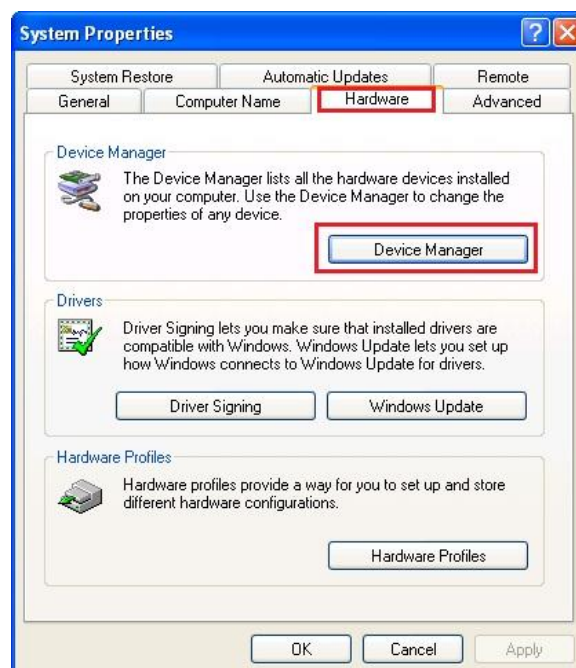 System Properties
System Restore Automatic Updates Remote
General Computer Name Hardware Advanced
Device Manager
The Device Manager lists all the hardware devices installed
on your computer. Use the Device Manager to change the
properties of any device.
Device Manager
Drivers
Driver Signing lets you make sure that installed drivers are
compatible with Windows. Windows Update lets you set up
how Windows connects to Windows Update for drivers.
Driver Signing Windows Update
Hardware Profiles
Hardware profiles provide a way for you to set up and store
different hardware configurations.
Hardware Profiles
OK Cancel Apply